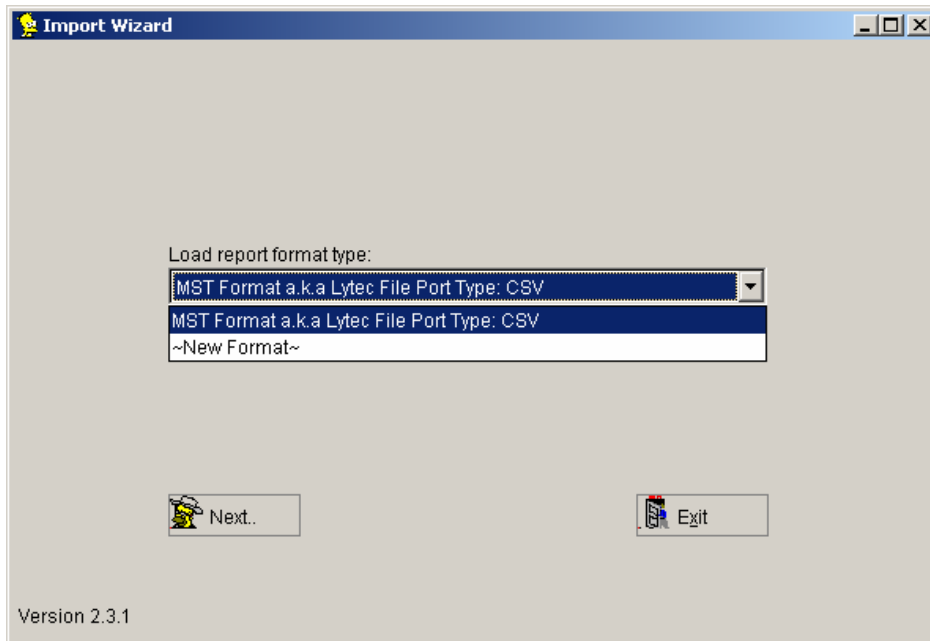 Import Wizard
Load report format type:
MST Format a.k.a Lytec File Port Type: CSV
MST Format a.k.a Lytec File Port Type: CSV
~New Format~
Next..
Exit
Version 2.3.1